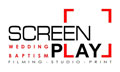 SCREEN
WEDDING
BAPTISM
PLAY
FILMING · STUDIO · PRINT